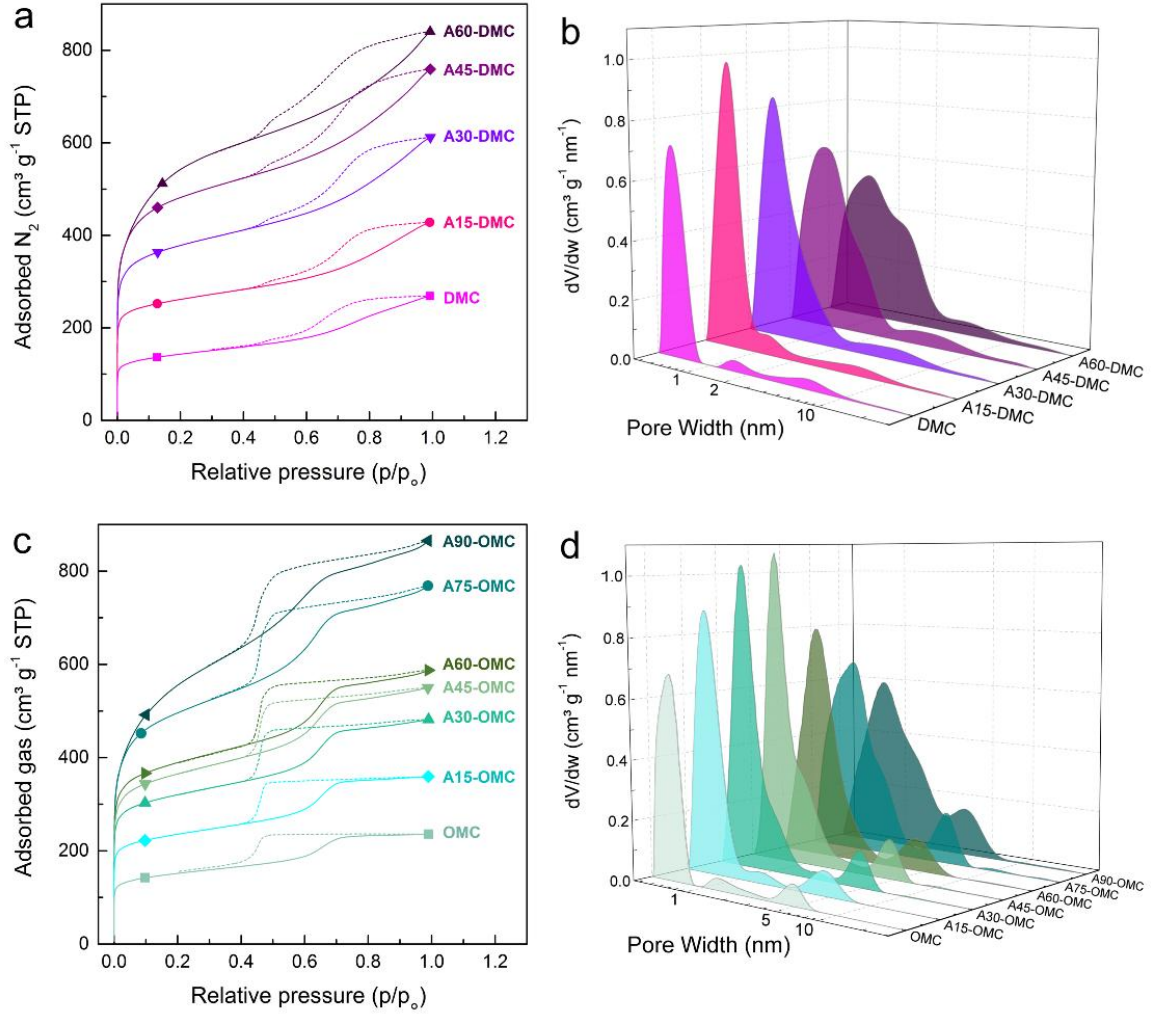 a
800
600
400
200
0
Adsorbed N₂ (cm³ g⁻¹ STP)
A60-DMC
A45-DMC
A30-DMC
A15-DMC
DMC
0.0 0.2 0.4 0.6 0.8 1.0 1.2
Relative pressure (p/p₀)
b
1.0
0.8
0.6
0.4
0.2
0.0
dV/dw (cm³ g⁻¹ nm⁻¹)
1 2 10
Pore Width (nm)
A60-DMC
A45-DMC
A30-DMC
A15-DMC
DMC
c
800
600
400
200
0
Adsorbed gas (cm³ g⁻¹ STP)
A90-OMC
A75-OMC
A60-OMC
A45-OMC
A30-OMC
A15-OMC
OMC
0.0 0.2 0.4 0.6 0.8 1.0 1.2
Relative pressure (p/p₀)
d
1.0
0.8
0.6
0.4
0.2
0.0
dV/dw (cm³ g⁻¹ nm⁻¹)
1 5 10
Pore Width (nm)
A90-OMC
A75-OMC
A60-OMC
A45-OMC
A30-OMC
A15-OMC
OMC